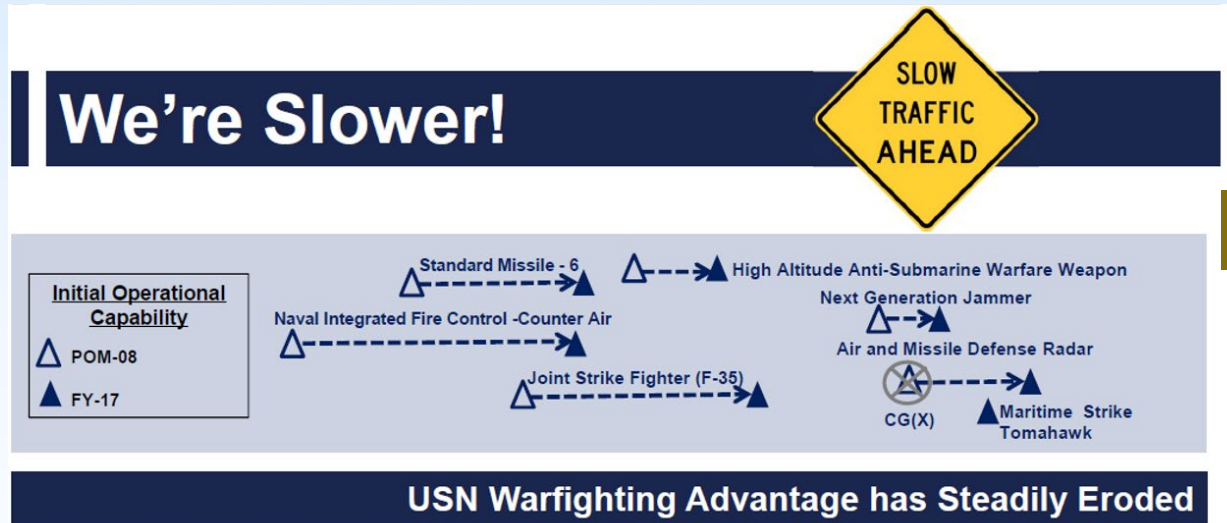 We're Slower!
SLOW
TRAFFIC
AHEAD
Initial Operational
Capability
POM-08
FY-17
Standard Missile - 6
High Altitude Anti-Submarine Warfare Weapon
Next Generation Jammer
Naval Integrated Fire Control -Counter Air
Air and Missile Defense Radar
Joint Strike Fighter (F-35)
CG(X)
Maritime Strike
Tomahawk
USN Warfighting Advantage has Steadily Eroded